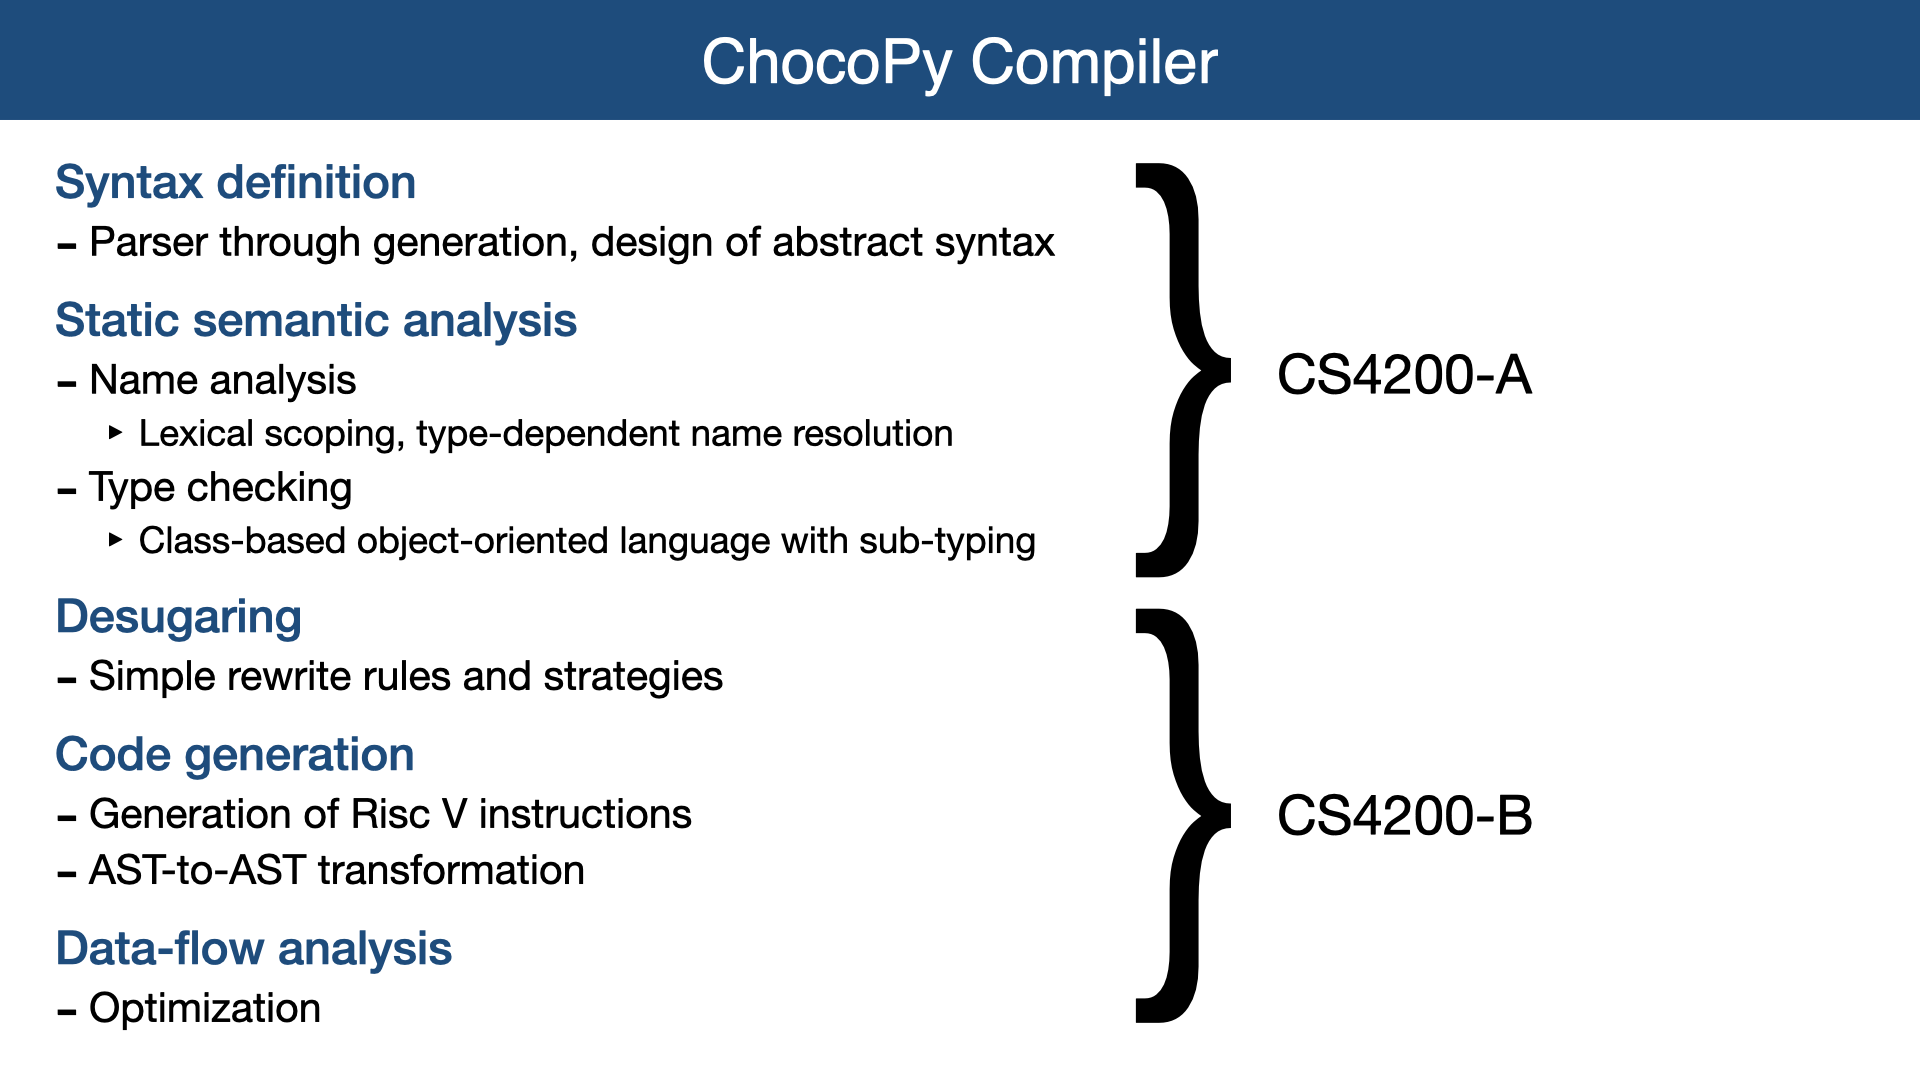 ChocoPy Compiler
Syntax definition
- Parser through generation, design of abstract syntax
Static semantic analysis
- Name analysis
‣ Lexical scoping, type-dependent name resolution
- Type checking
‣ Class-based object-oriented language with sub-typing
CS4200-A
Desugaring
- Simple rewrite rules and strategies
Code generation
- Generation of Risc V instructions
- AST-to-AST transformation
Data-flow analysis
- Optimization
CS4200-B